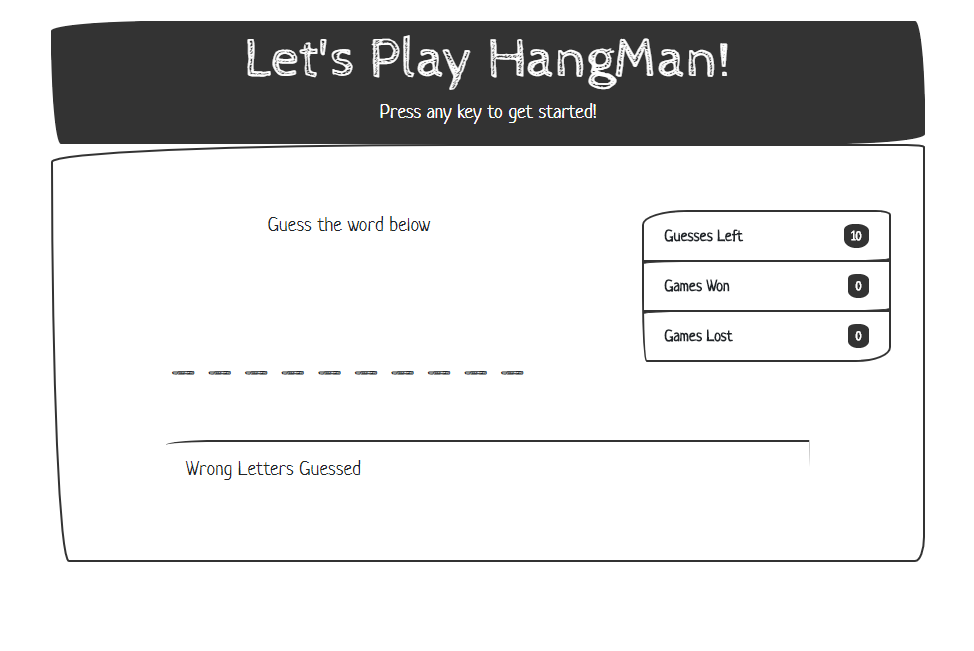 Let's Play HangMan!
Press any key to get started!
Guess the word below
Guesses Left 10
Games Won 0
Games Lost 0
_ _ _ _ _ _ _ _ _ _
Wrong Letters Guessed